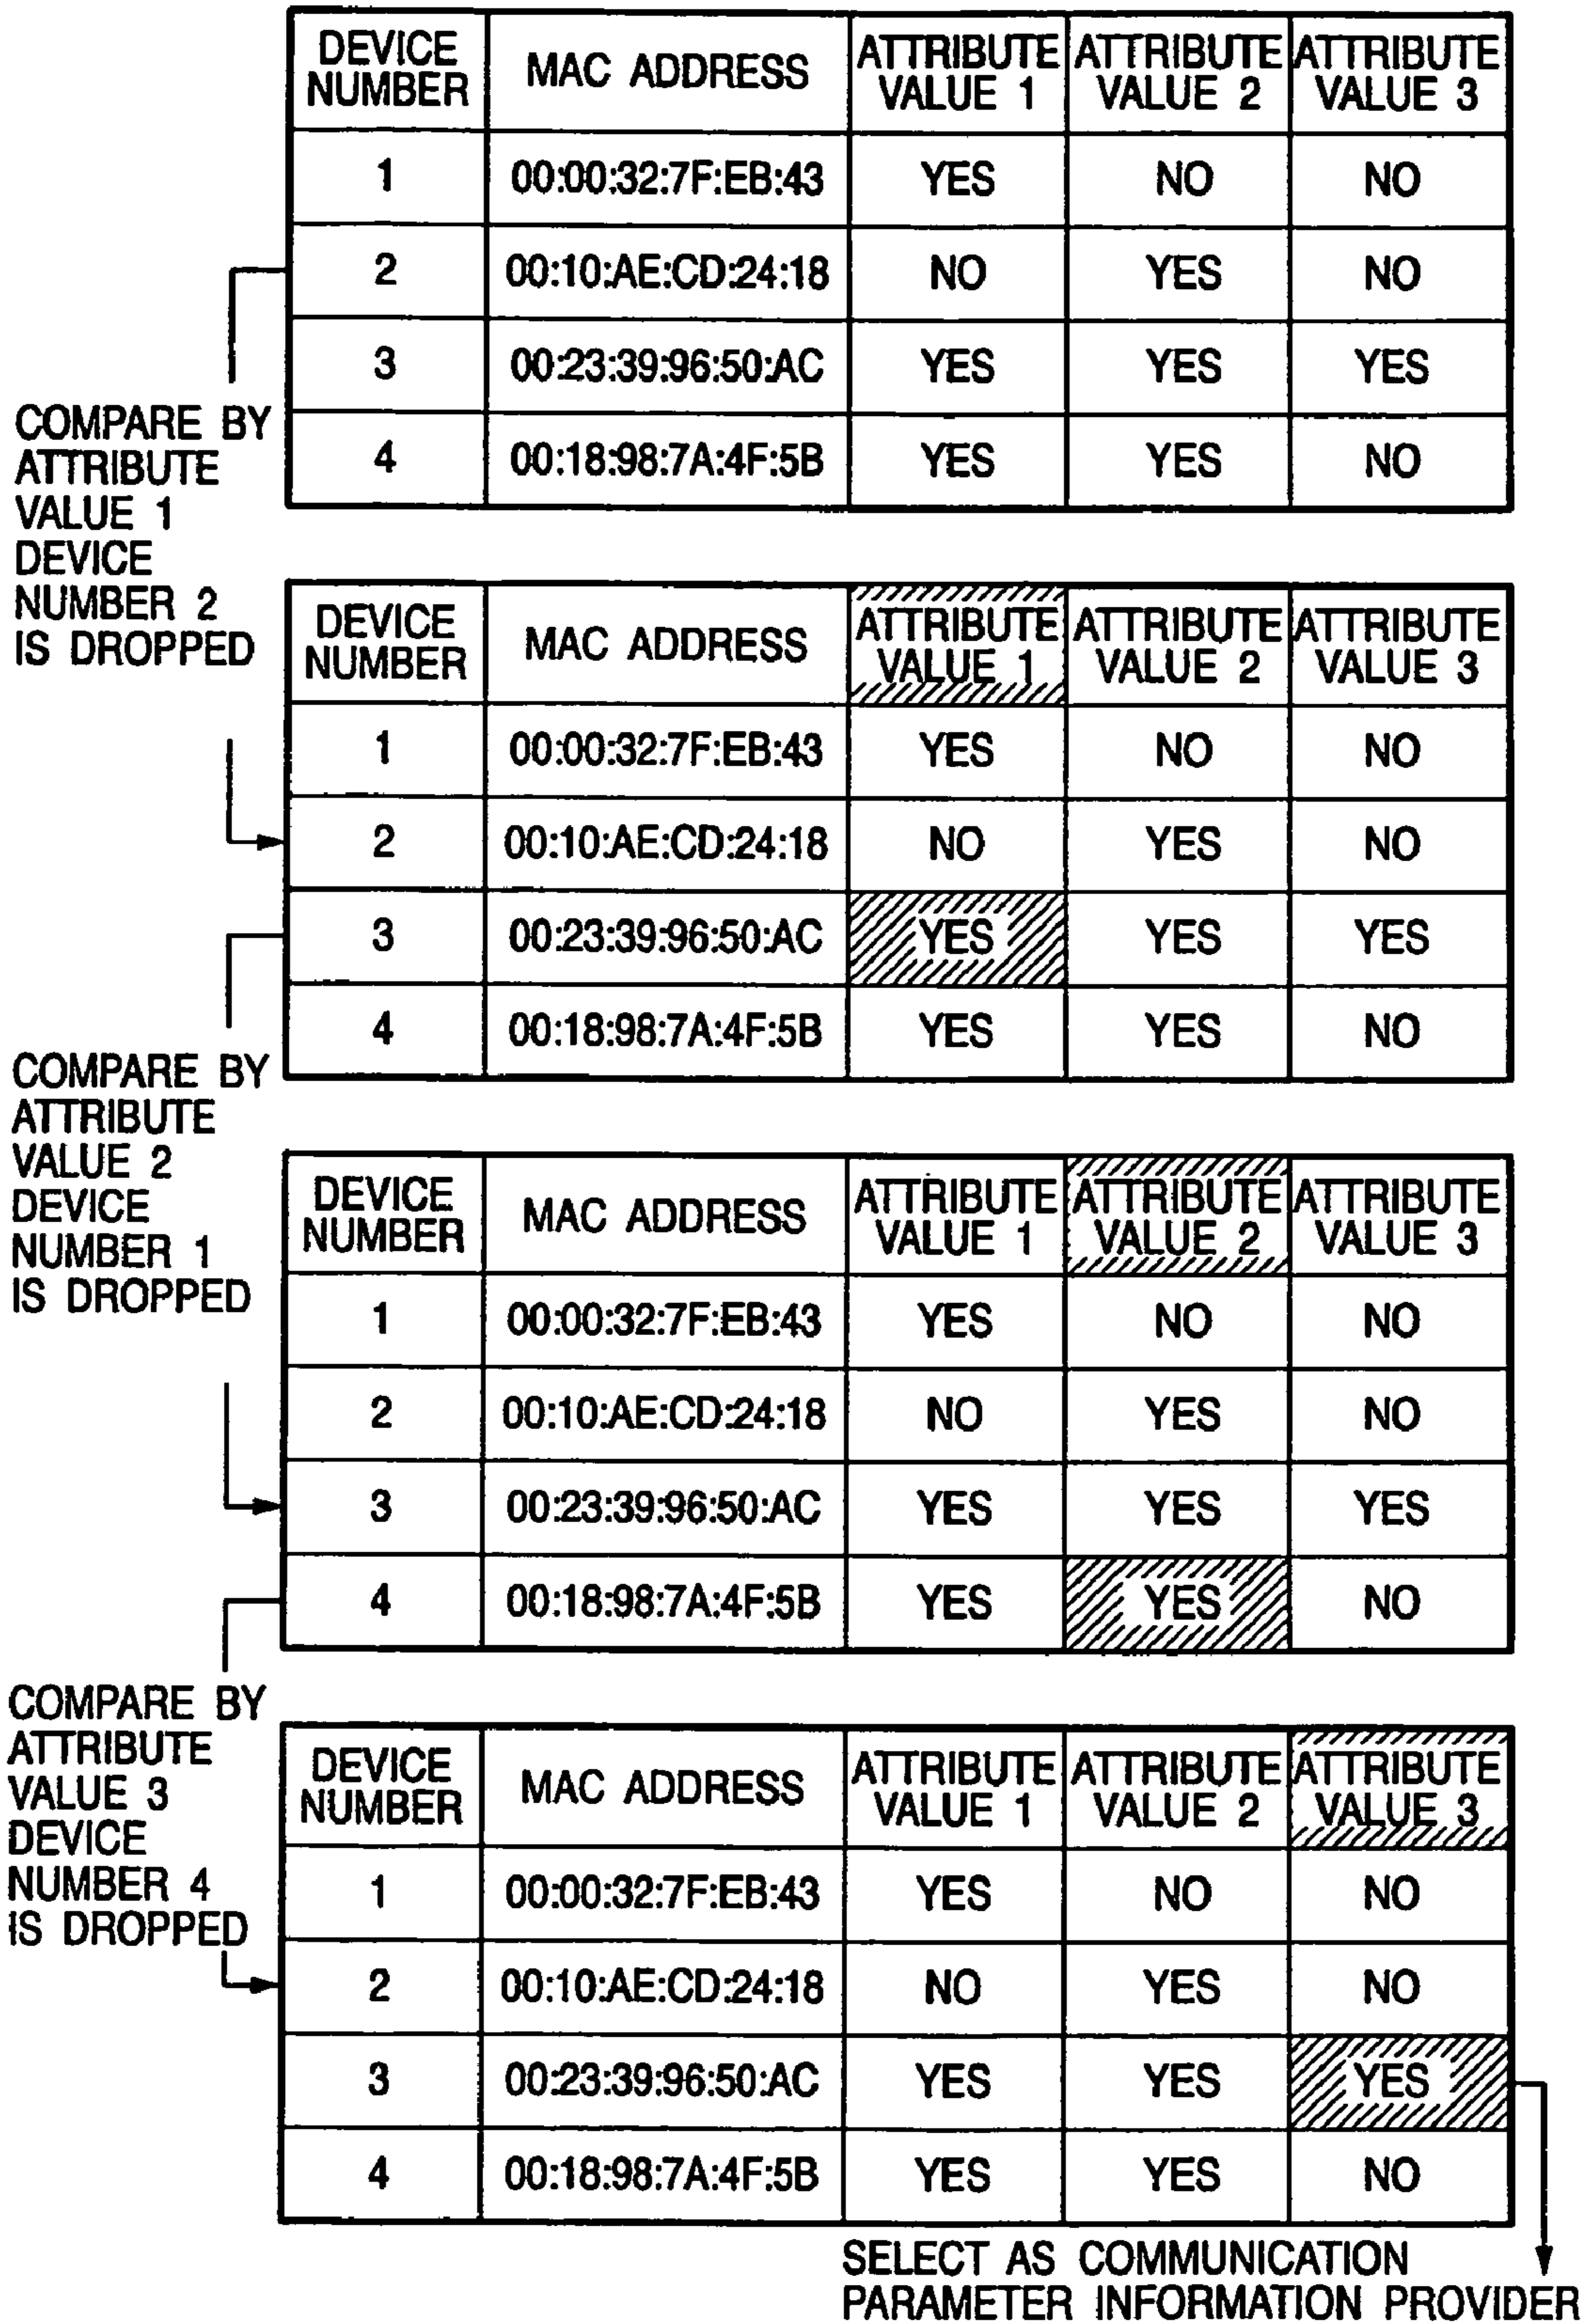 DEVICE NUMBER MAC ADDRESS ATTRIBUTE VALUE 1 ATTRIBUTE VALUE 2 ATTRIBUTE VALUE 3
1 00:00:32:7F:EB:43 YES NO NO
2 00:10:AE:CD:24:18 NO YES NO
3 00:23:39:96:50:AC YES YES YES
4 00:18:98:7A:4F:5B YES YES NO
COMPARE BY
ATTRIBUTE
VALUE 1
DEVICE
NUMBER 2
IS DROPPED
DEVICE NUMBER MAC ADDRESS ATTRIBUTE VALUE 1 ATTRIBUTE VALUE 2 ATTRIBUTE VALUE 3
1 00:00:32:7F:EB:43 YES NO NO
2 00:10:AE:CD:24:18 NO YES NO
3 00:23:39:96:50:AC YES YES YES
4 00:18:98:7A:4F:5B YES YES NO
COMPARE BY
ATTRIBUTE
VALUE 2
DEVICE
NUMBER 1
IS DROPPED
DEVICE NUMBER MAC ADDRESS ATTRIBUTE VALUE 1 ATTRIBUTE VALUE 2 ATTRIBUTE VALUE 3
1 00:00:32:7F:EB:43 YES NO NO
2 00:10:AE:CD:24:18 NO YES NO
3 00:23:39:96:50:AC YES YES YES
4 00:18:98:7A:4F:5B YES YES NO
COMPARE BY
ATTRIBUTE
VALUE 3
DEVICE
NUMBER 4
IS DROPPED
DEVICE NUMBER MAC ADDRESS ATTRIBUTE VALUE 1 ATTRIBUTE VALUE 2 ATTRIBUTE VALUE 3
1 00:00:32:7F:EB:43 YES NO NO
2 00:10:AE:CD:24:18 NO YES NO
3 00:23:39:96:50:AC YES YES YES
4 00:18:98:7A:4F:5B YES YES NO
SELECT AS COMMUNICATION
PARAMETER INFORMATION PROVIDER